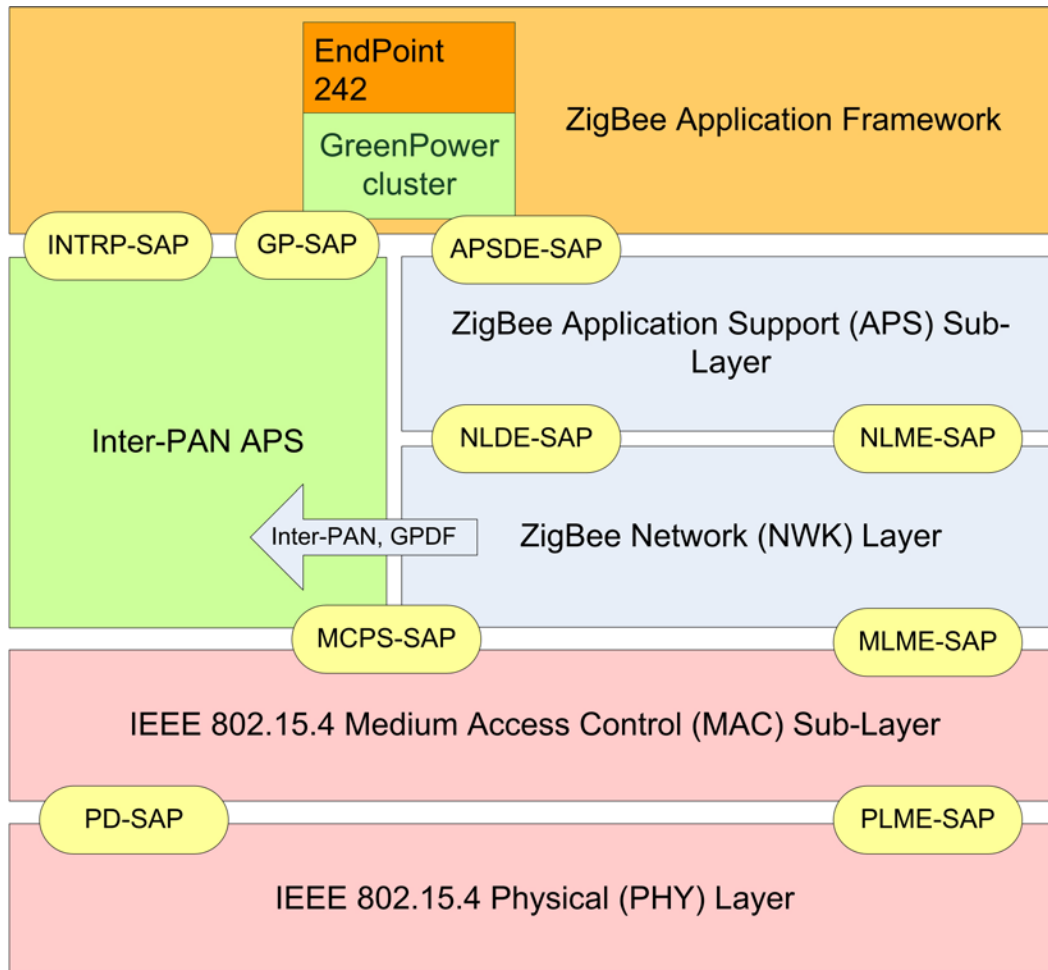 EndPoint
242
ZigBee Application Framework
GreenPower
cluster
INTRP-SAP
GP-SAP
APSDE-SAP
ZigBee Application Support (APS) Sub-
Layer
Inter-PAN APS
NLDE-SAP
NLME-SAP
Inter-PAN, GPDF
ZigBee Network (NWK) Layer
MCPS-SAP
MLME-SAP
IEEE 802.15.4 Medium Access Control (MAC) Sub-Layer
PD-SAP
PLME-SAP
IEEE 802.15.4 Physical (PHY) Layer